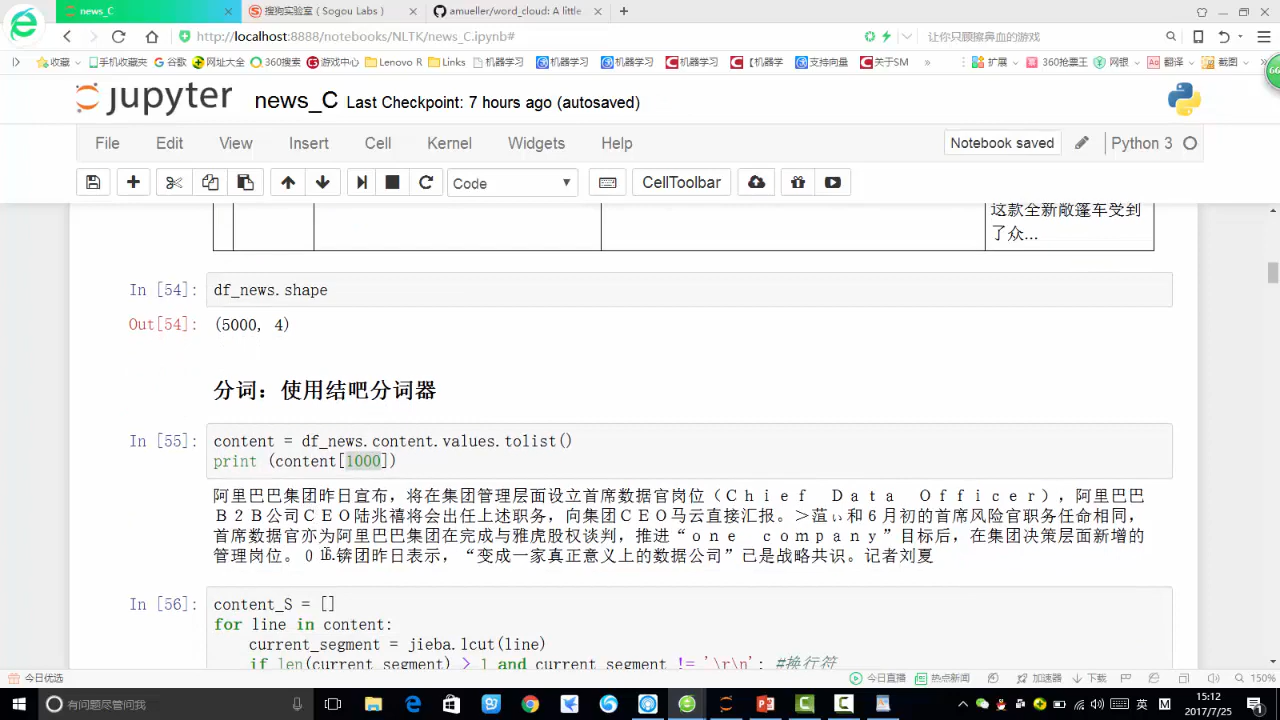 news_C
搜狗实验室（Sogou Labs）
amueller/word_cloud: A little
http://localhost:8888/notebooks/NLTK/news_C.ipynb#
让你只顾擦鼻血的游戏
收藏
手机收藏夹
谷歌
网址大全
360搜索
游戏中心
Lenovo R
Links
机器学习
机器学习
机器学习
机器学习
【机器学
支持向量
关于SM
扩展
360抢票王
网银
翻译
截图
66
jupyter news_C Last Checkpoint: 7 hours ago (autosaved)
File Edit View Insert Cell Kernel Widgets Help
Notebook saved
Python 3
Code
CellToolbar
这款全新敞篷车受到
了众...
In [54]: df_news.shape
Out[54]: (5000, 4)
分词：使用结吧分词器
In [55]: content = df_news.content.values.tolist()
print (content[1000])
阿里巴巴集团昨日宣布，将在集团管理层面设立首席数据官岗位（Ｃｈｉｅｆ　Ｄａｔａ　Ｏｆｆｉｃｅｒ），阿里巴巴
Ｂ２Ｂ公司ＣＥＯ陆兆禧将会出任上述职务，向集团ＣＥＯ马云直接汇报。＞菹ぃ和６月初的首席风险官职务任命相同，
首席数据官亦为阿里巴巴集团在完成与雅虎股权谈判，推进“ｏｎｅ　ｃｏｍｐａｎｙ”目标后，在集团决策层面新增的
管理岗位。０⒘锛团昨日表示，“变成一家真正意义上的数据公司”已是战略共识。记者刘夏
In [56]: content_S = []
for line in content:
current_segment = jieba.lcut(line)
if len(current_segment) > 1 and current_segment != '\r\n': #换行符
今日优选
今日直播
热点新闻
加速器
下载
150%
有问题尽管问我
英
M
15:12
2017/7/25